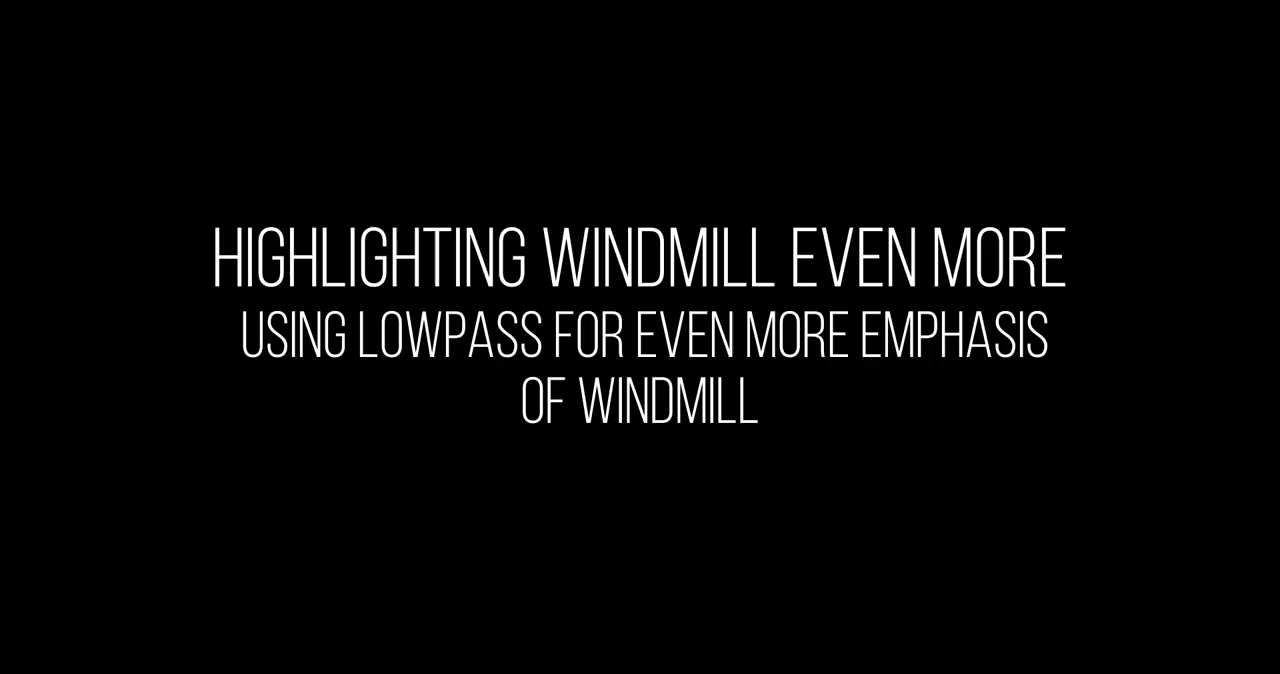 HIGHLIGHTING WINDMILL EVEN MORE
USING LOWPASS FOR EVEN MORE EMPHASIS
OF WINDMILL